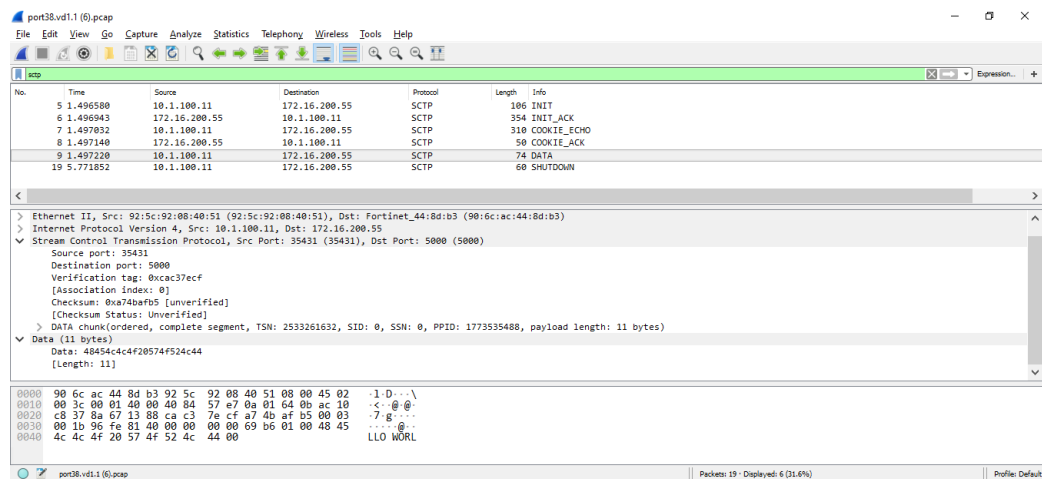 port38.vd1.1 (6).pcap
File Edit View Go Capture Analyze Statistics Telephony Wireless Tools Help
sctp Expression... +
No. Time Source Destination Protocol Length Info
5 1.496580 10.1.100.11 172.16.200.55 SCTP 106 INIT
6 1.496943 172.16.200.55 10.1.100.11 SCTP 354 INIT_ACK
7 1.497032 10.1.100.11 172.16.200.55 SCTP 310 COOKIE_ECHO
8 1.497140 172.16.200.55 10.1.100.11 SCTP 50 COOKIE_ACK
9 1.497220 10.1.100.11 172.16.200.55 SCTP 74 DATA
19 5.771852 10.1.100.11 172.16.200.55 SCTP 60 SHUTDOWN
Ethernet II, Src: 92:5c:92:08:40:51 (92:5c:92:08:40:51), Dst: Fortinet_44:8d:b3 (90:6c:ac:44:8d:b3)
Internet Protocol Version 4, Src: 10.1.100.11, Dst: 172.16.200.55
Stream Control Transmission Protocol, Src Port: 35431 (35431), Dst Port: 5000 (5000)
Source port: 35431
Destination port: 5000
Verification tag: 0xcac37ecf
[Association index: 0]
Checksum: 0xa74bafb5 [unverified]
[Checksum Status: Unverified]
DATA chunk(ordered, complete segment, TSN: 2533261632, SID: 0, SSN: 0, PPID: 1773535488, payload length: 11 bytes)
Data (11 bytes)
Data: 48454c4c4f20574f524c44
[Length: 11]
0000 90 6c ac 44 8d b3 92 5c 92 08 40 51 08 00 45 02 ·l·D···\
0010 00 3c 00 01 40 00 40 84 57 e7 0a 01 64 0b ac 10 ·<··@·@·
0020 c8 37 8a 67 13 88 ca c3 7e cf a7 4b af b5 00 03 ·7·g····
0030 00 1b 96 fe 81 40 00 00 00 00 69 b6 01 00 48 45 ·····@··
0040 4c 4c 4f 20 57 4f 52 4c 44 00 LLO WORL
port38.vd1.1 (6).pcap Packets: 19 · Displayed: 6 (31.6%) Profile: Default